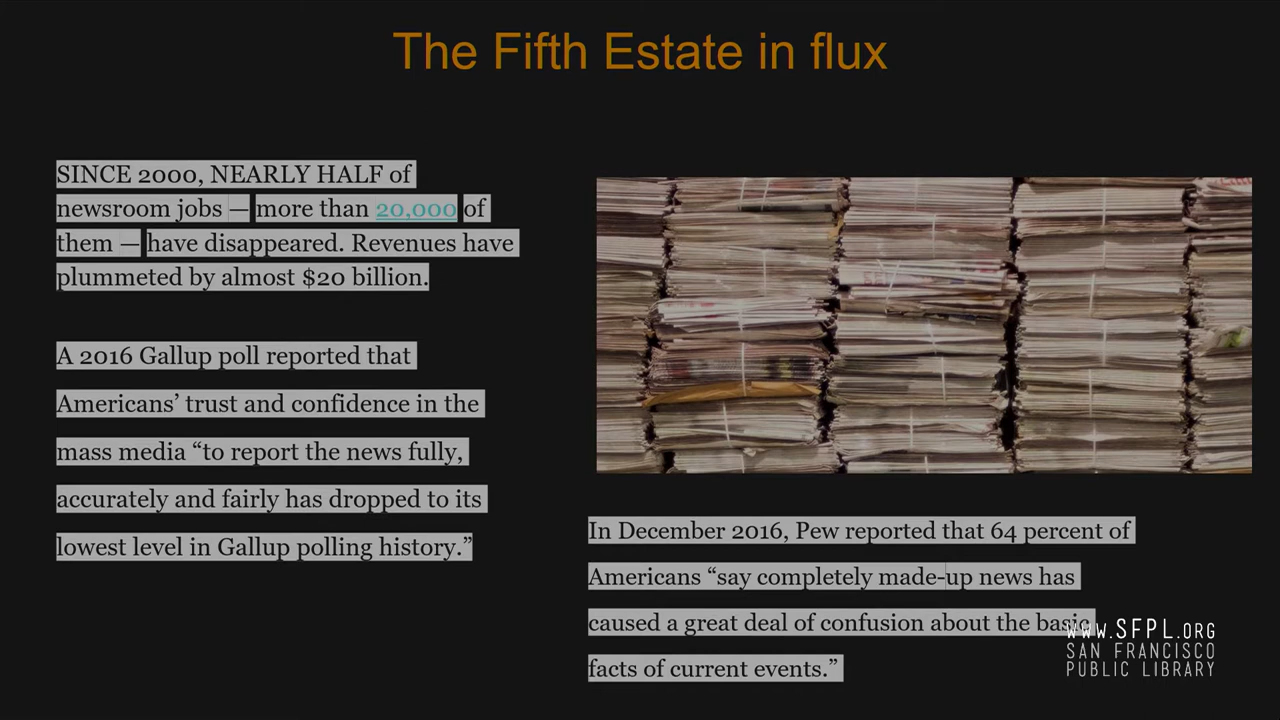 The Fifth Estate in flux
SINCE 2000, NEARLY HALF of
newsroom jobs — more than 20,000 of
them — have disappeared. Revenues have
plummeted by almost $20 billion.
A 2016 Gallup poll reported that
Americans’ trust and confidence in the
mass media “to report the news fully,
accurately and fairly has dropped to its
lowest level in Gallup polling history.”
In December 2016, Pew reported that 64 percent of
Americans “say completely made-up news has
caused a great deal of confusion about the basic
facts of current events.”
WWW.SFPL.ORG
SAN FRANCISCO
PUBLIC LIBRARY